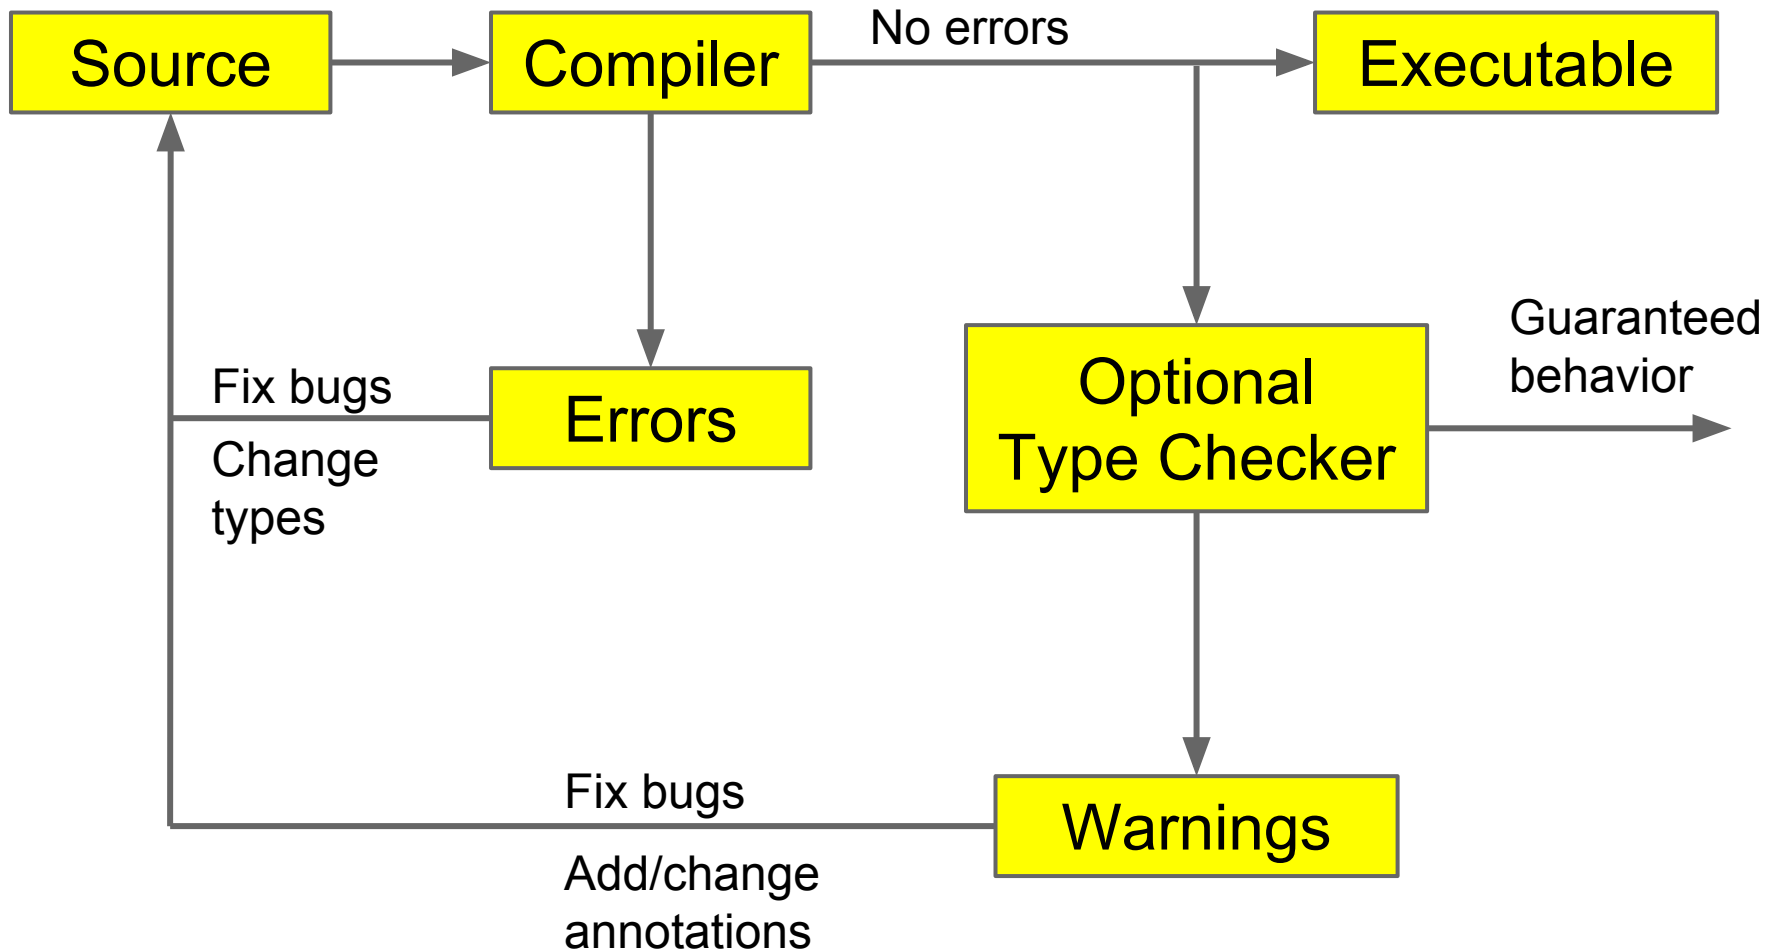 Source
Compiler
No errors
Executable
Fix bugs
Change
types
Errors
Optional
Type Checker
Guaranteed
behavior
Fix bugs
Add/change
annotations
Warnings